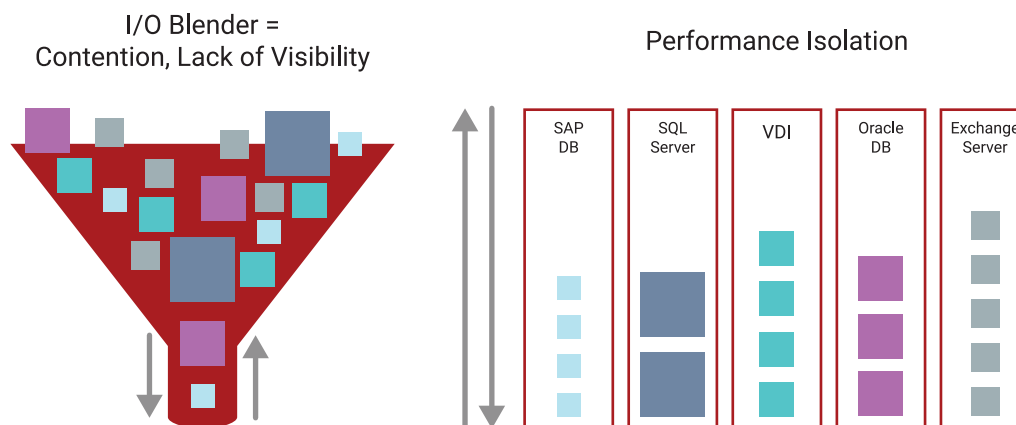 I/O Blender =
Contention, Lack of Visibility
Performance Isolation
SAP
DB
SQL
Server
VDI
Oracle
DB
Exchange
Server